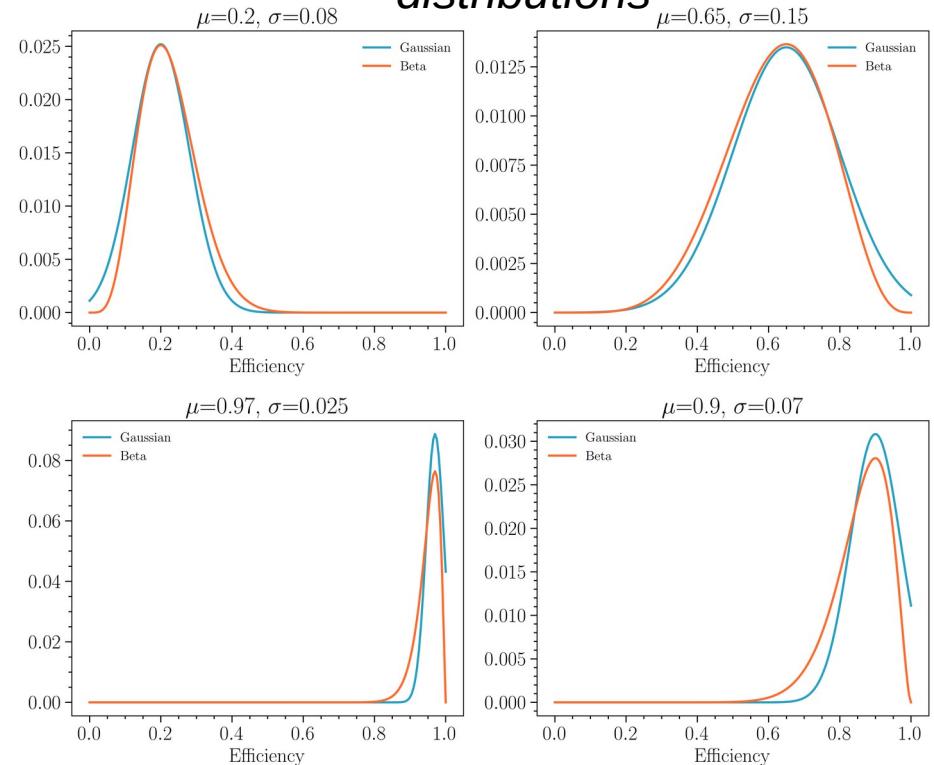 distributions
μ=0.2, σ=0.08
0.025
0.020
0.015
0.010
0.005
0.000
Gaussian
Beta
0.0 0.2 0.4 0.6 0.8 1.0
Efficiency
μ=0.65, σ=0.15
0.0125
0.0100
0.0075
0.0050
0.0025
0.0000
Gaussian
Beta
0.0 0.2 0.4 0.6 0.8 1.0
Efficiency
μ=0.97, σ=0.025
0.08
0.06
0.04
0.02
0.00
Gaussian
Beta
0.0 0.2 0.4 0.6 0.8 1.0
Efficiency
μ=0.9, σ=0.07
0.030
0.025
0.020
0.015
0.010
0.005
0.000
Gaussian
Beta
0.0 0.2 0.4 0.6 0.8 1.0
Efficiency